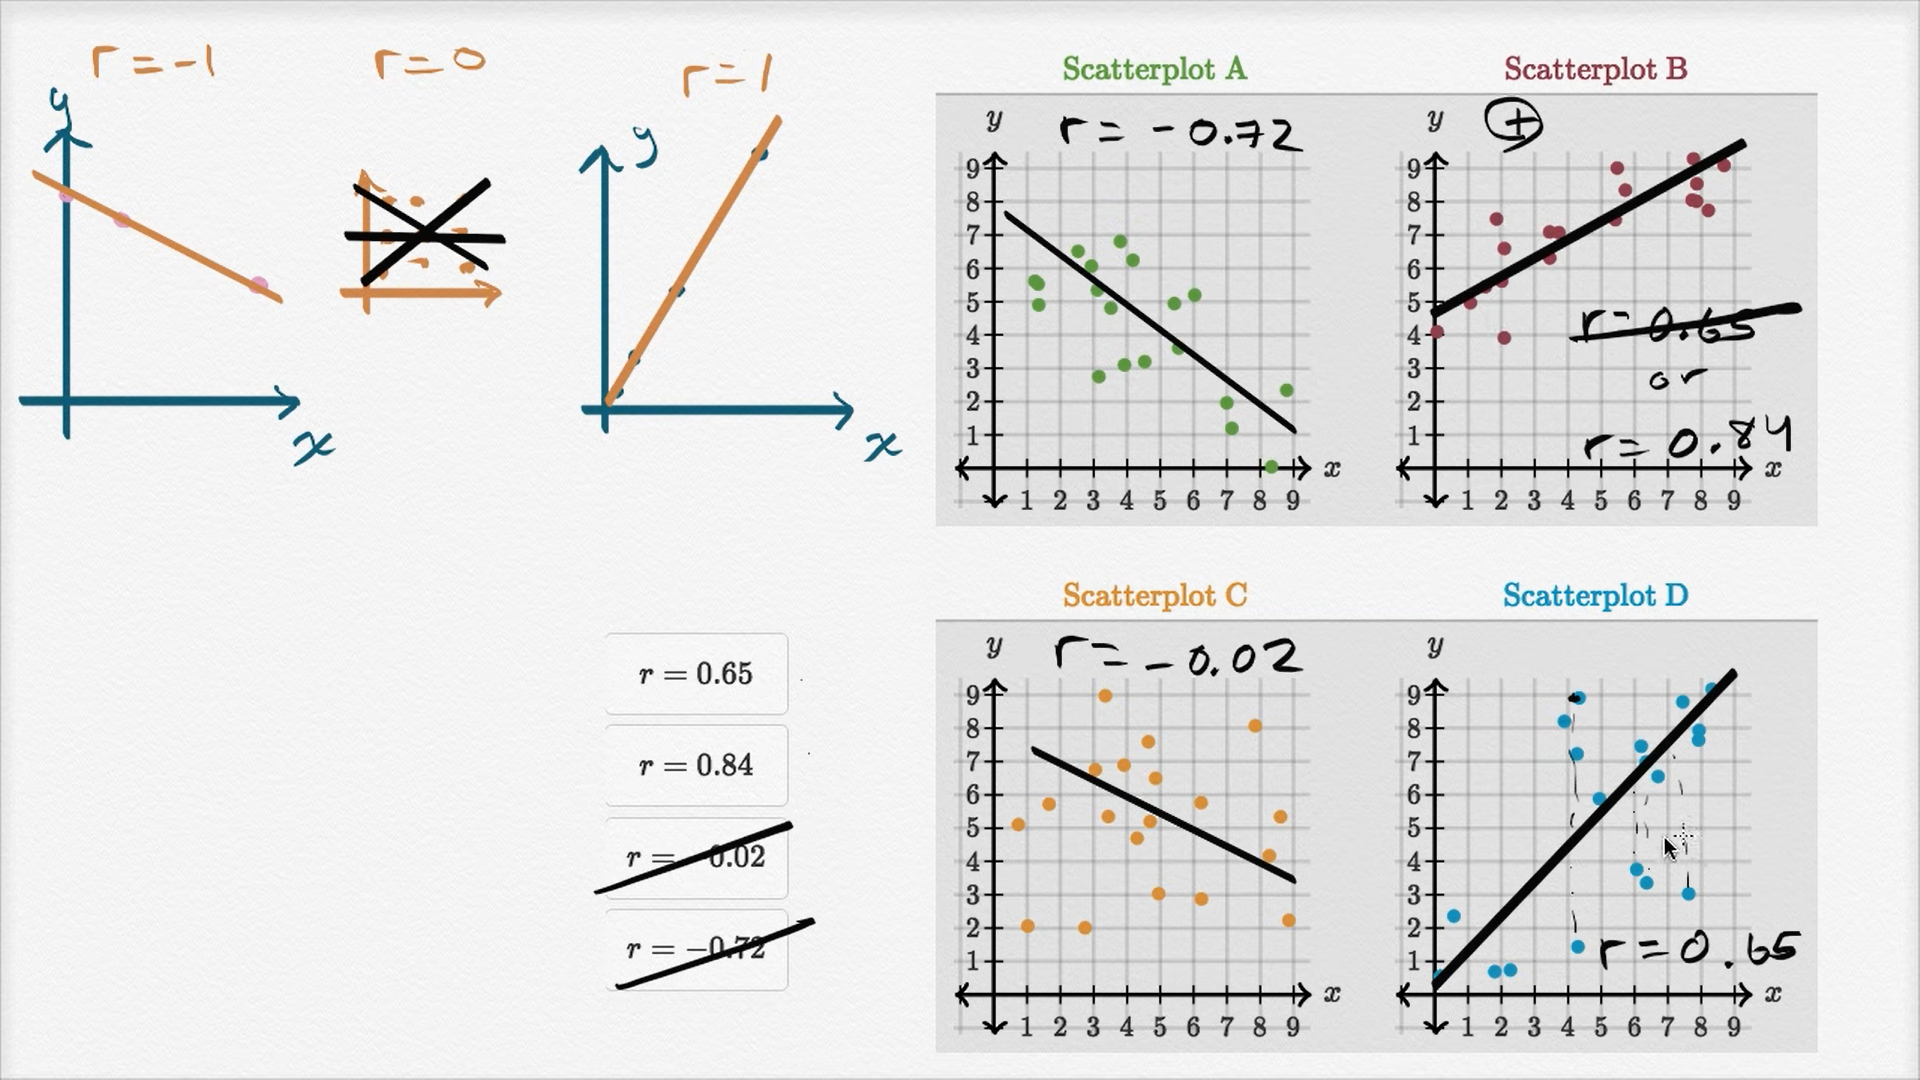 r = -1
r = 0
r = 1
y
x
y
x
Scatterplot A
y
r = -0.72
9
8
7
6
5
4
3
2
1
x
1 2 3 4 5 6 7 8 9
Scatterplot B
y
+
9
8
7
6
5
4
3
2
1
r = 0.65
or
r = 0.84
x
1 2 3 4 5 6 7 8 9
r = 0.65
r = 0.84
r = -0.02
r = −0.72
Scatterplot C
y
r = -0.02
9
8
7
6
5
4
3
2
1
x
1 2 3 4 5 6 7 8 9
Scatterplot D
y
9
8
7
6
5
4
3
2
1
r = 0.65
x
1 2 3 4 5 6 7 8 9